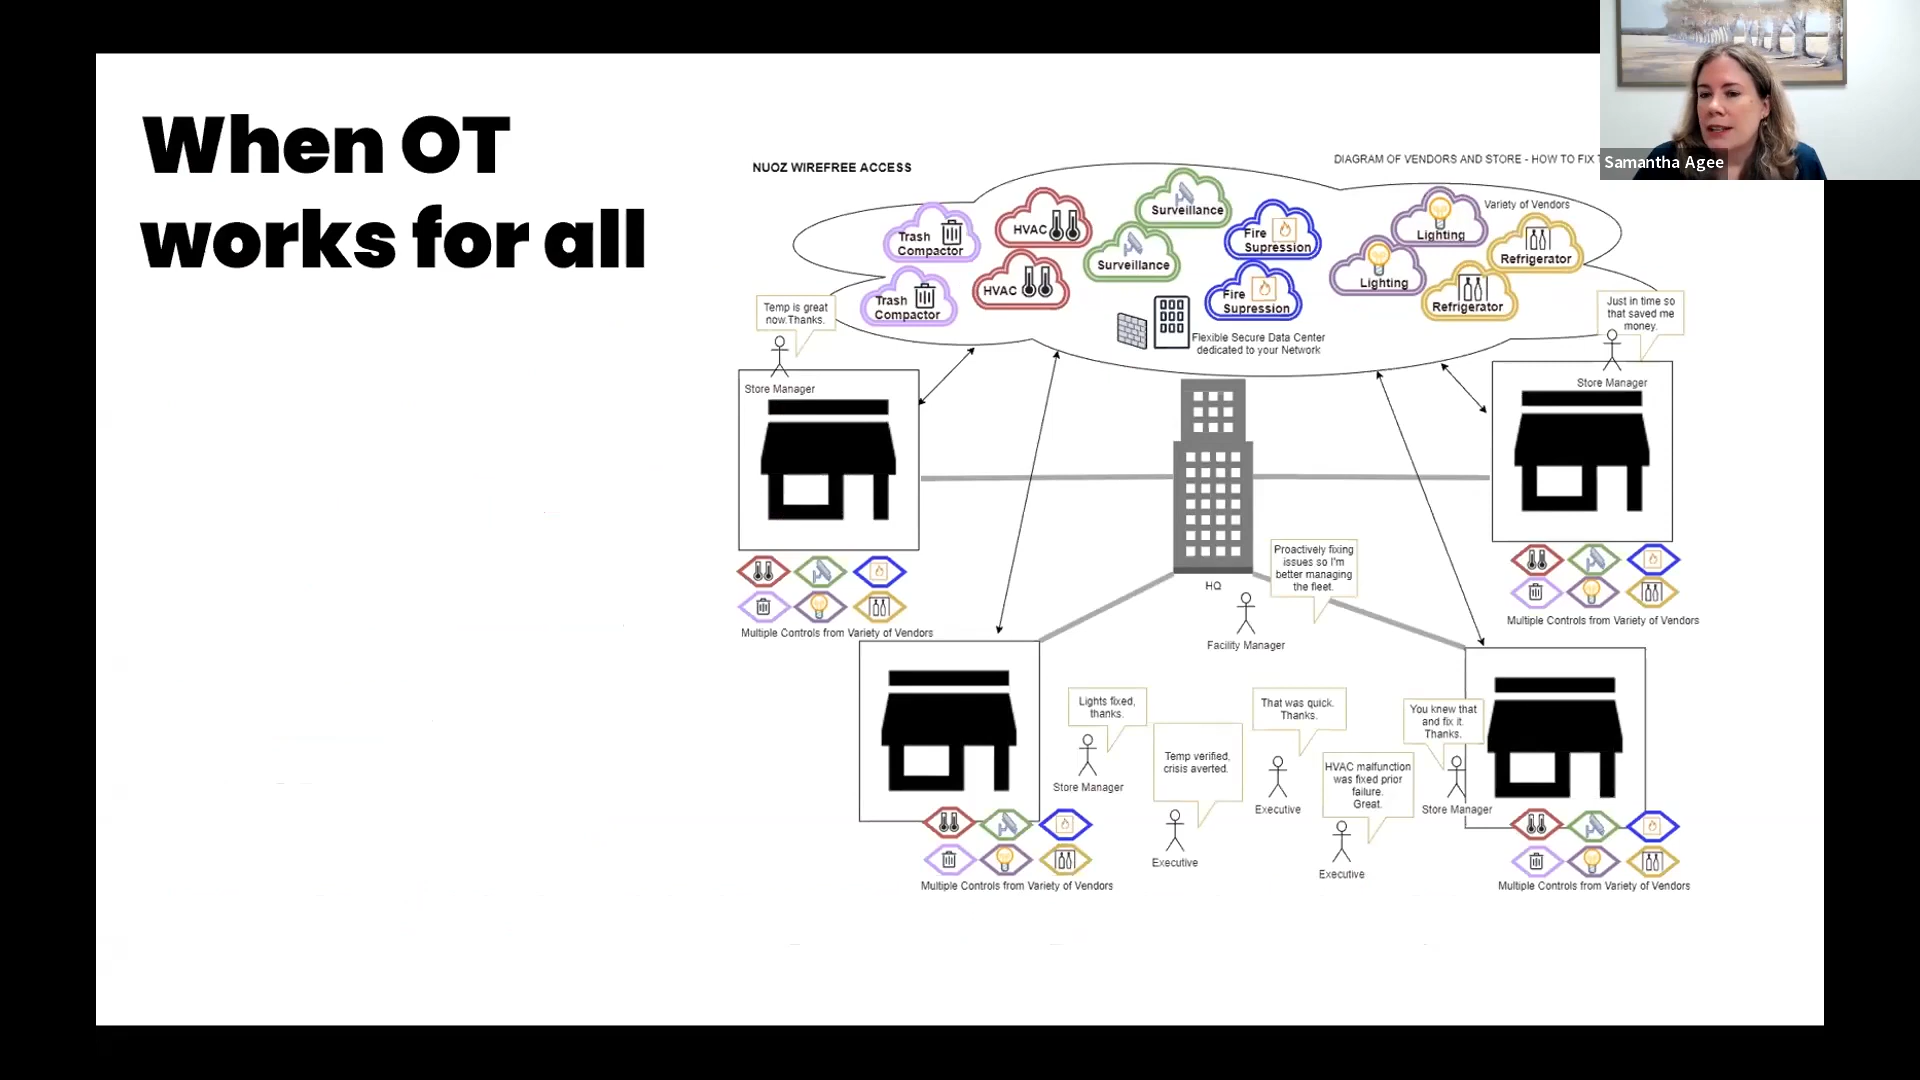 When OT
works for all
NUOZ WIREFREE ACCESS
DIAGRAM OF VENDORS AND STORE - HOW TO FIX
Samantha Agee
Trash
Compactor
HVAC
Surveillance
Fire
Supression
Lighting
Variety of Vendors
Refrigerator
Trash
Compactor
HVAC
Surveillance
Fire
Supression
Lighting
Refrigerator
Flexible Secure Data Center
dedicated to your Network
Temp is great
now.Thanks.
Store Manager
Just in time so
that saved me
money.
Store Manager
Multiple Controls from Variety of Vendors
Multiple Controls from Variety of Vendors
HQ
Proactively fixing
issues so I'm
better managing
the fleet.
Facility Manager
Lights fixed,
thanks.
Store Manager
Temp verified,
crisis averted.
Executive
That was quick.
Thanks.
Executive
HVAC malfunction
was fixed prior
failure.
Great.
Executive
You knew that
and fix it.
Thanks.
Store Manager
Multiple Controls from Variety of Vendors
Multiple Controls from Variety of Vendors